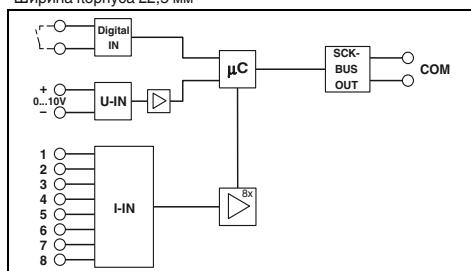 Ширина корпуса 22,5 мм
Digital
IN
µC
SCK-
BUS
OUT
COM
+
0...10V
–
U-IN
1
2
3
4
5
6
7
8
I-IN
8x